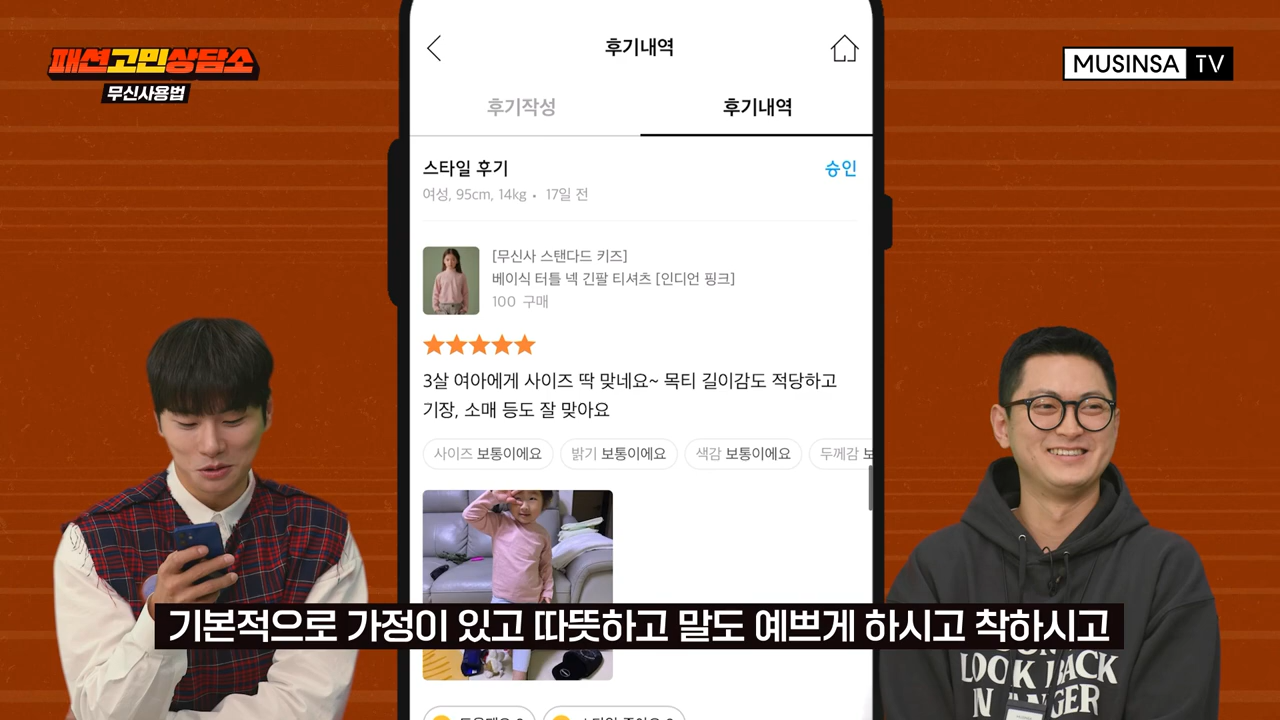 패션고민상담소
무신사용법
MUSINSA TV
후기내역
후기작성
후기내역
스타일 후기
승인
여성, 95cm, 14kg • 17일 전
[무신사 스탠다드 키즈]
베이식 터틀 넥 긴팔 티셔츠 [인디언 핑크]
100 구매
3살 여아에게 사이즈 딱 맞네요~ 목티 길이감도 적당하고
기장, 소매 등도 잘 맞아요
사이즈 보통이에요
밝기 보통이에요
색감 보통이에요
두께감 보
기본적으로 가정이 있고 따뜻하고 말도 예쁘게 하시고 착하시고
LOOK BACK
IN ANGER